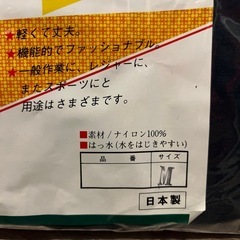 ★軽くて丈夫。
★機能的でファッショナブル。
★一般作業に、レジャーに、
またスポーツにと
用途はさまざまです。
■素材/ナイロン100%
■はっ水(水をはじきやすい)
品番 サイズ
M
日本製